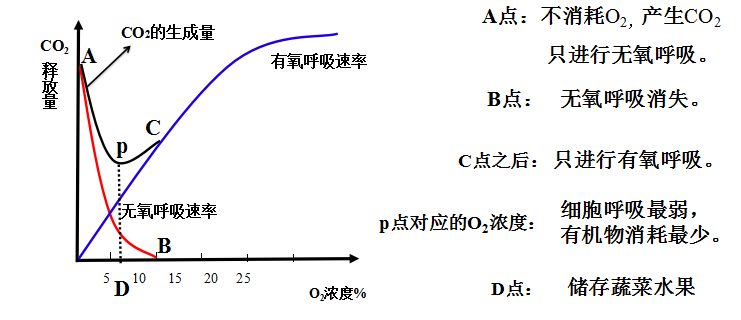 CO2
释放量
A
CO2的生成量
有氧呼吸速率
P
C
无氧呼吸速率
B
5 10 15 20 25
D
O2浓度%
A点：不消耗O2, 产生CO2
只进行无氧呼吸。
B点： 无氧呼吸消失。
C点之后：只进行有氧呼吸。
p点对应的O2浓度： 细胞呼吸最弱，
有机物消耗最少。
D点： 储存蔬菜水果